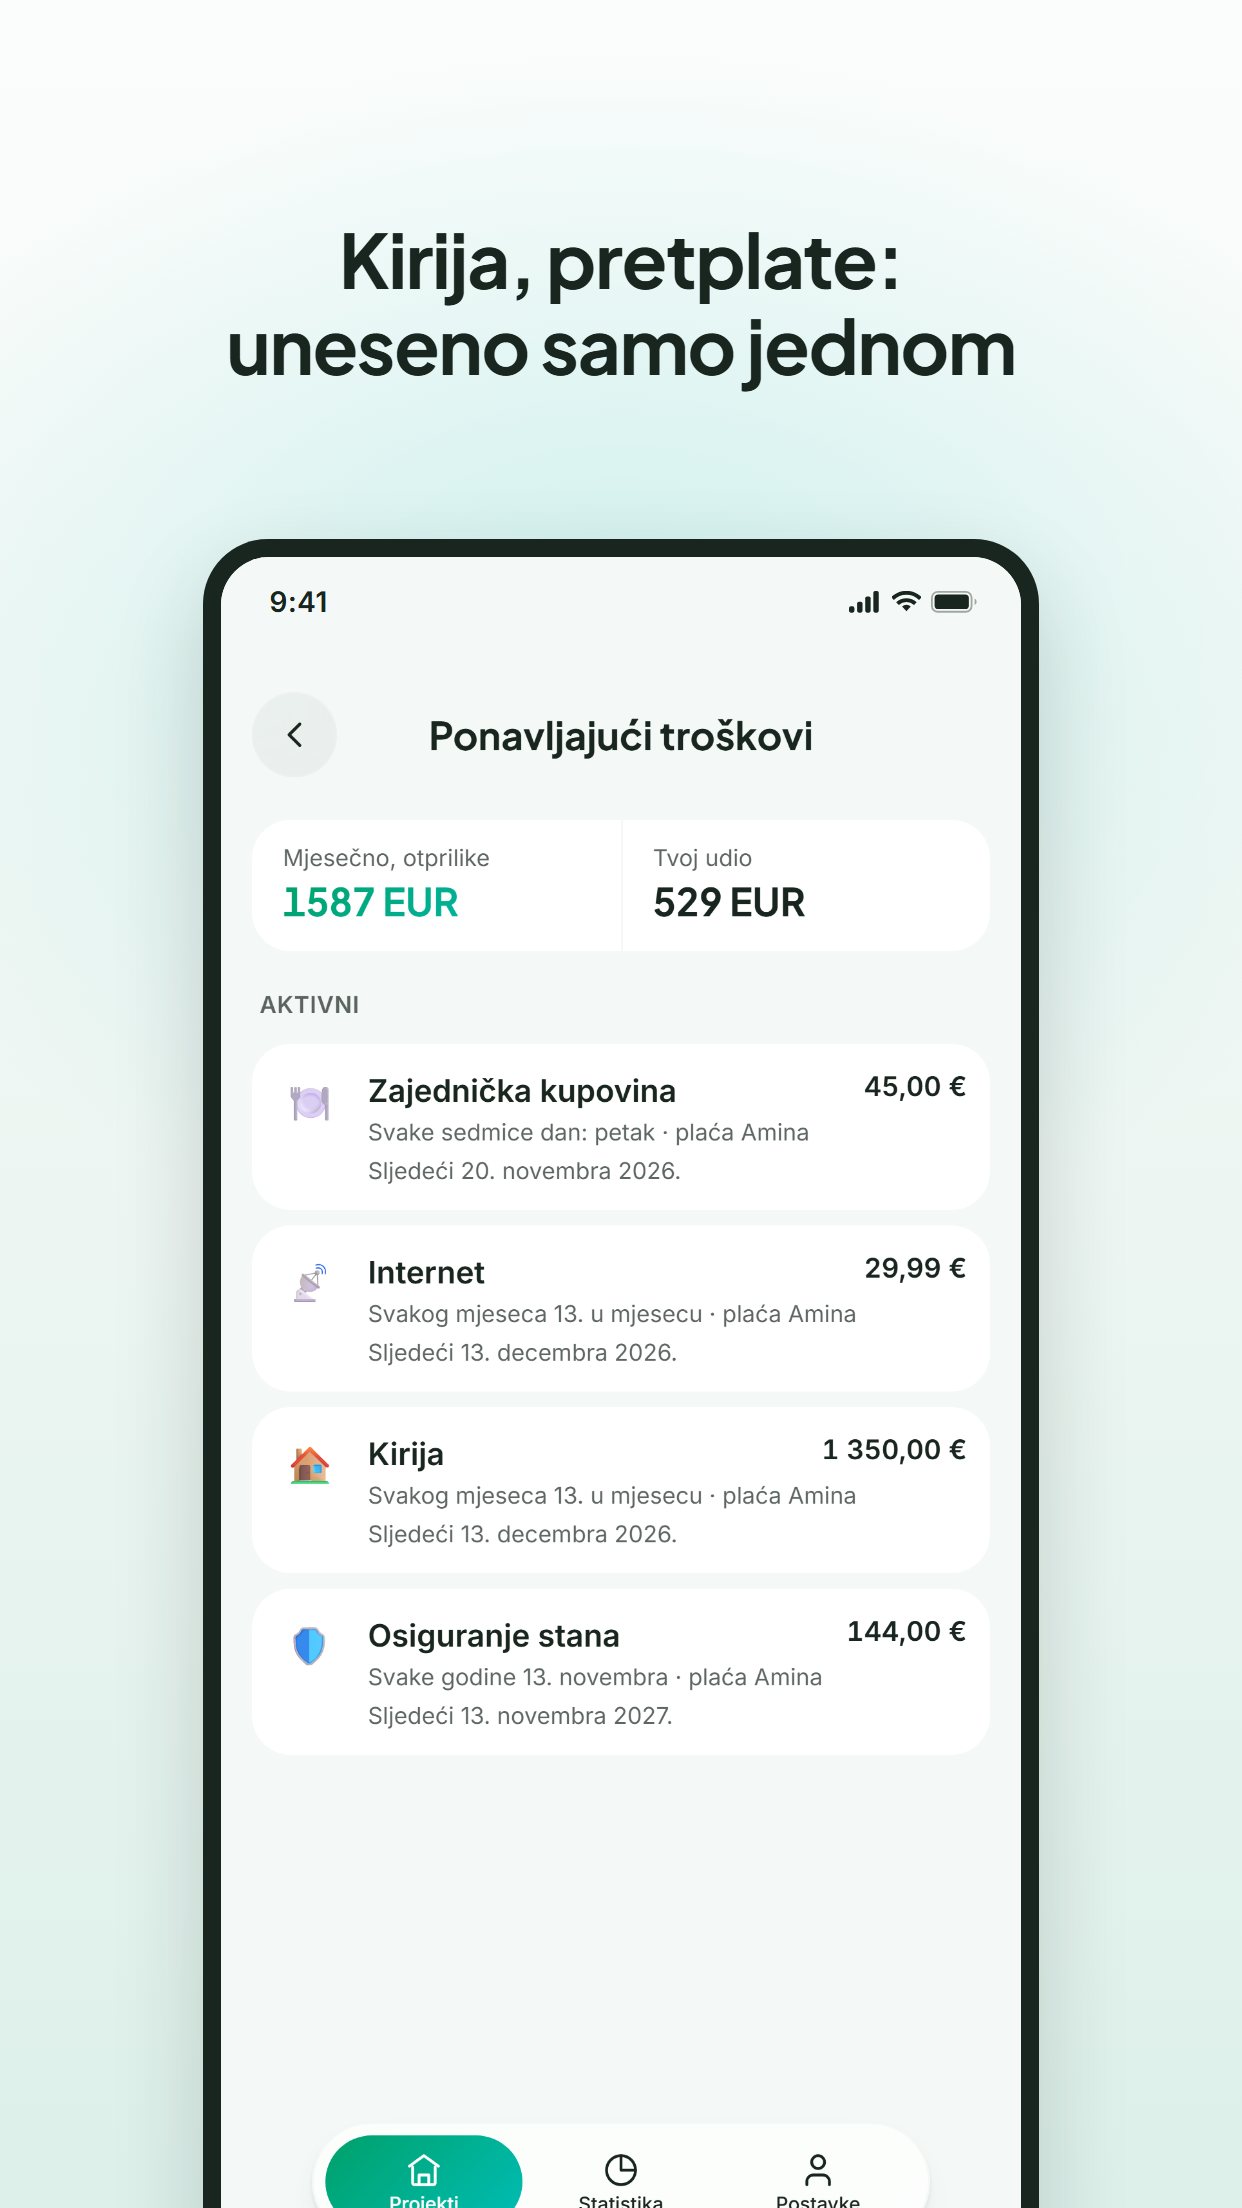 Kirija, pretplate:
uneseno samo jednom
9:41
Ponavljajući troškovi
Mjesečno, otprilike
1587 EUR
Tvoj udio
529 EUR
AKTIVNI
Zajednička kupovina
45,00 €
Svake sedmice dan: petak · plaća Amina
Sljedeći 20. novembra 2026.
Internet
29,99 €
Svakog mjeseca 13. u mjesecu · plaća Amina
Sljedeći 13. decembra 2026.
Kirija
1 350,00 €
Svakog mjeseca 13. u mjesecu · plaća Amina
Sljedeći 13. decembra 2026.
Osiguranje stana
144,00 €
Svake godine 13. novembra · plaća Amina
Sljedeći 13. novembra 2027.
Projekti
Statistika
Postavke